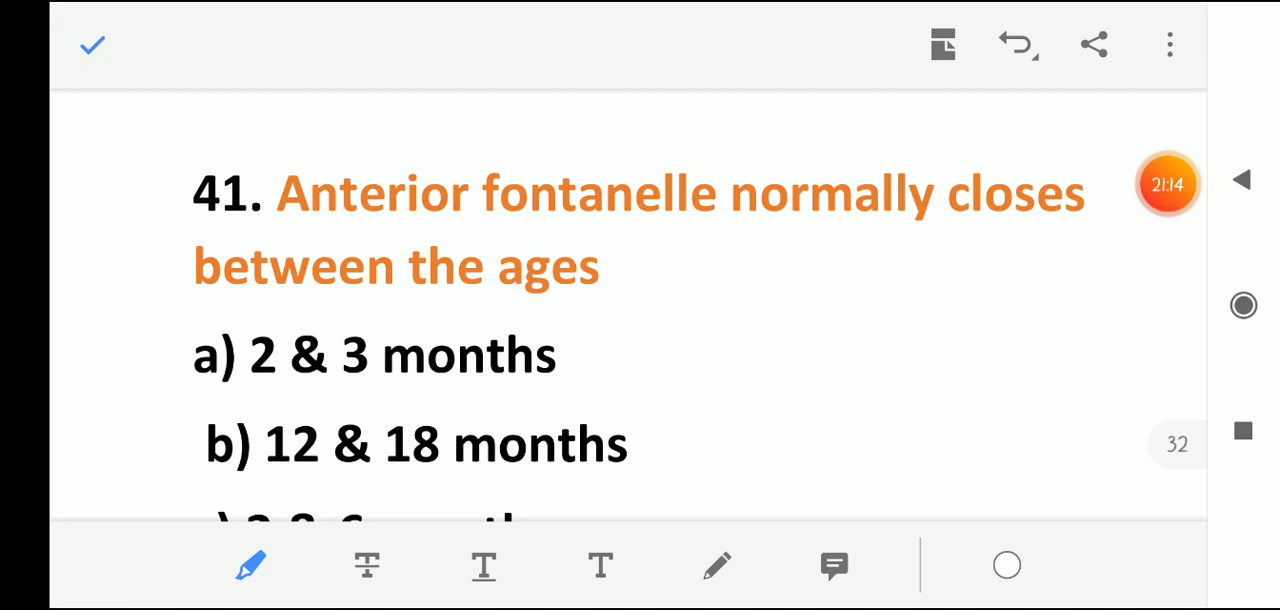 21:14
41. Anterior fontanelle normally closes
between the ages
a) 2 & 3 months
b) 12 & 18 months
32